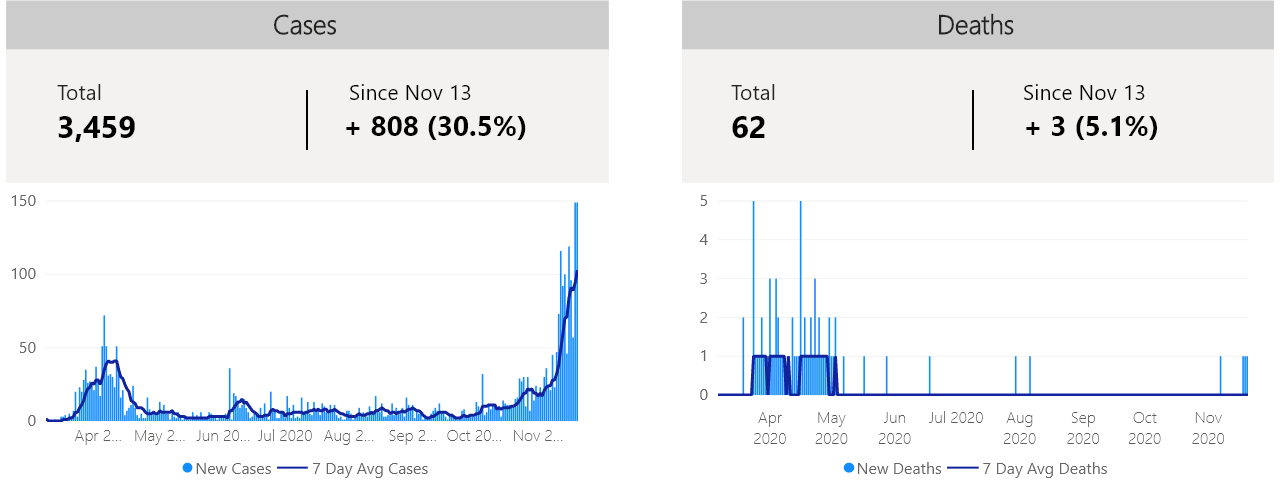 Cases
Total
3,459
Since Nov 13
+ 808 (30.5%)
150
100
50
0
Apr 2... May 2... Jun 20... Jul 2020 Aug 2... Sep 2... Oct 20... Nov 2...
New Cases 7 Day Avg Cases
Deaths
Total
62
Since Nov 13
+ 3 (5.1%)
5
4
3
2
1
0
Apr 2020 May 2020 Jun 2020 Jul 2020 Aug 2020 Sep 2020 Oct 2020 Nov 2020
New Deaths 7 Day Avg Deaths